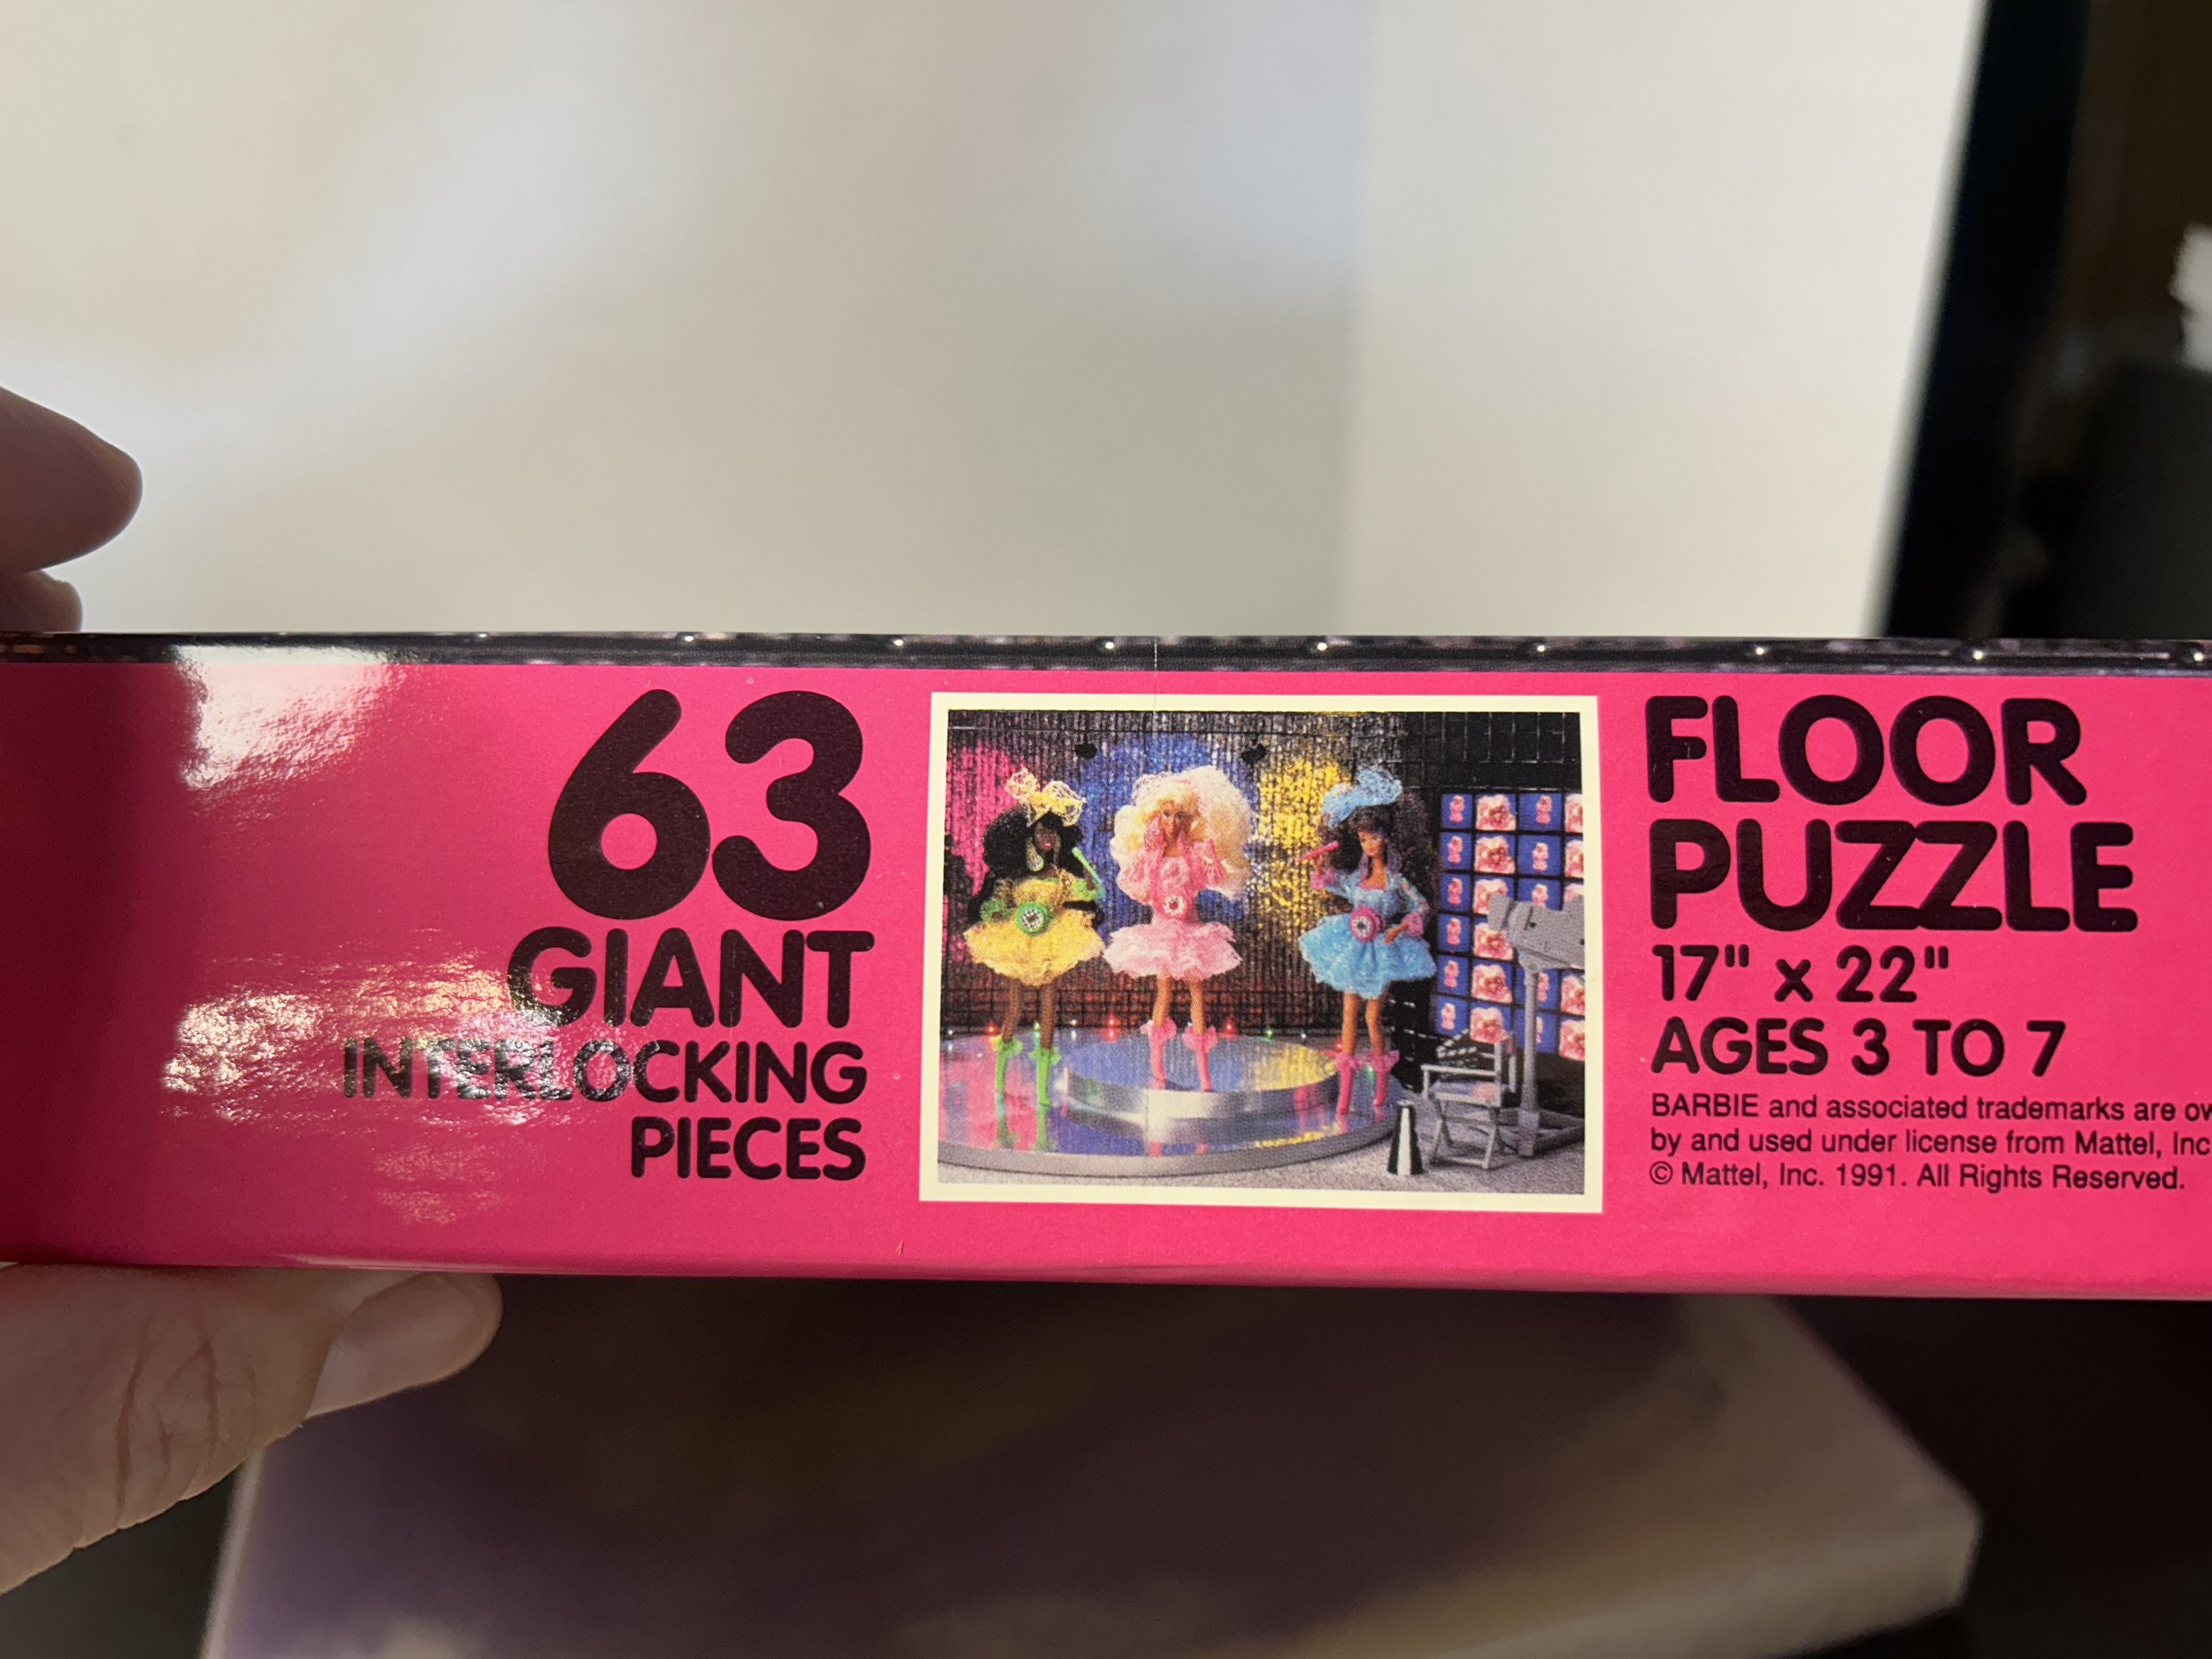 63
GIANT
INTERLOCKING
PIECES
FLOOR
PUZZLE
17" x 22"
AGES 3 TO 7
BARBIE and associated trademarks are
by and used under license from Mattel, Inc
© Mattel, Inc. 1991. All Rights Reserved.